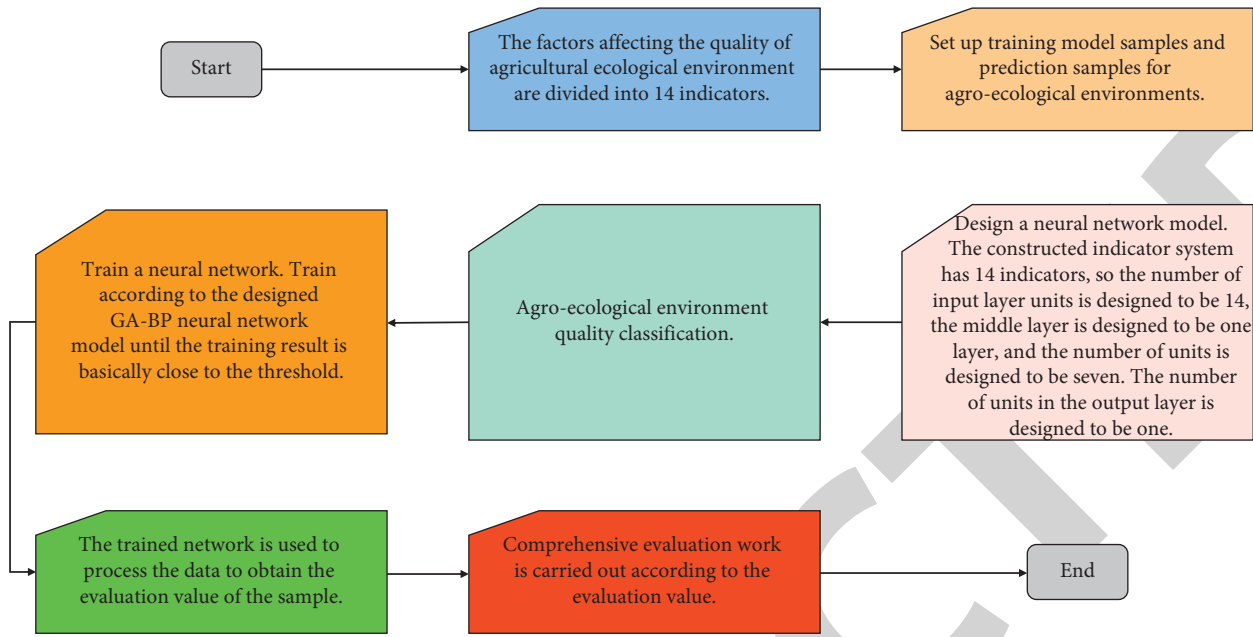 Start
The factors affecting the quality of
agricultural ecological environment
are divided into 14 indicators.
Set up training model samples and
prediction samples for
agro-ecological environments.
Design a neural network model.
The constructed indicator system
has 14 indicators, so the number of
input layer units is designed to be 14,
the middle layer is designed to be one
layer, and the number of units is
designed to be seven. The number
of units in the output layer is
designed to be one.
Agro-ecological environment
quality classification.
Train a neural network. Train
according to the designed
GA-BP neural network
model until the training result is
basically close to the threshold.
The trained network is used to
process the data to obtain the
evaluation value of the sample.
Comprehensive evaluation work
is carried out according to the
evaluation value.
End